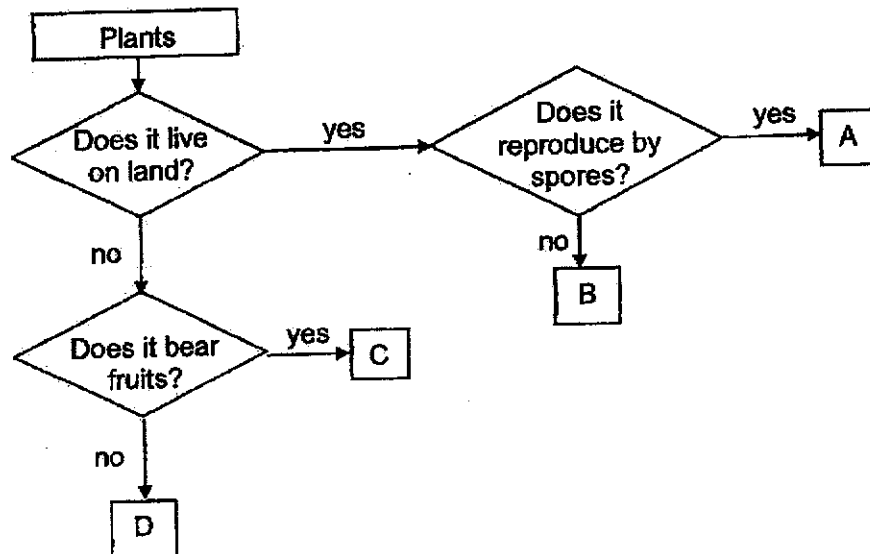 Plants
Does it live
on land?
yes
Does it
reproduce by
spores?
yes
A
no
B
no
Does it bear
fruits?
yes
C
no
D